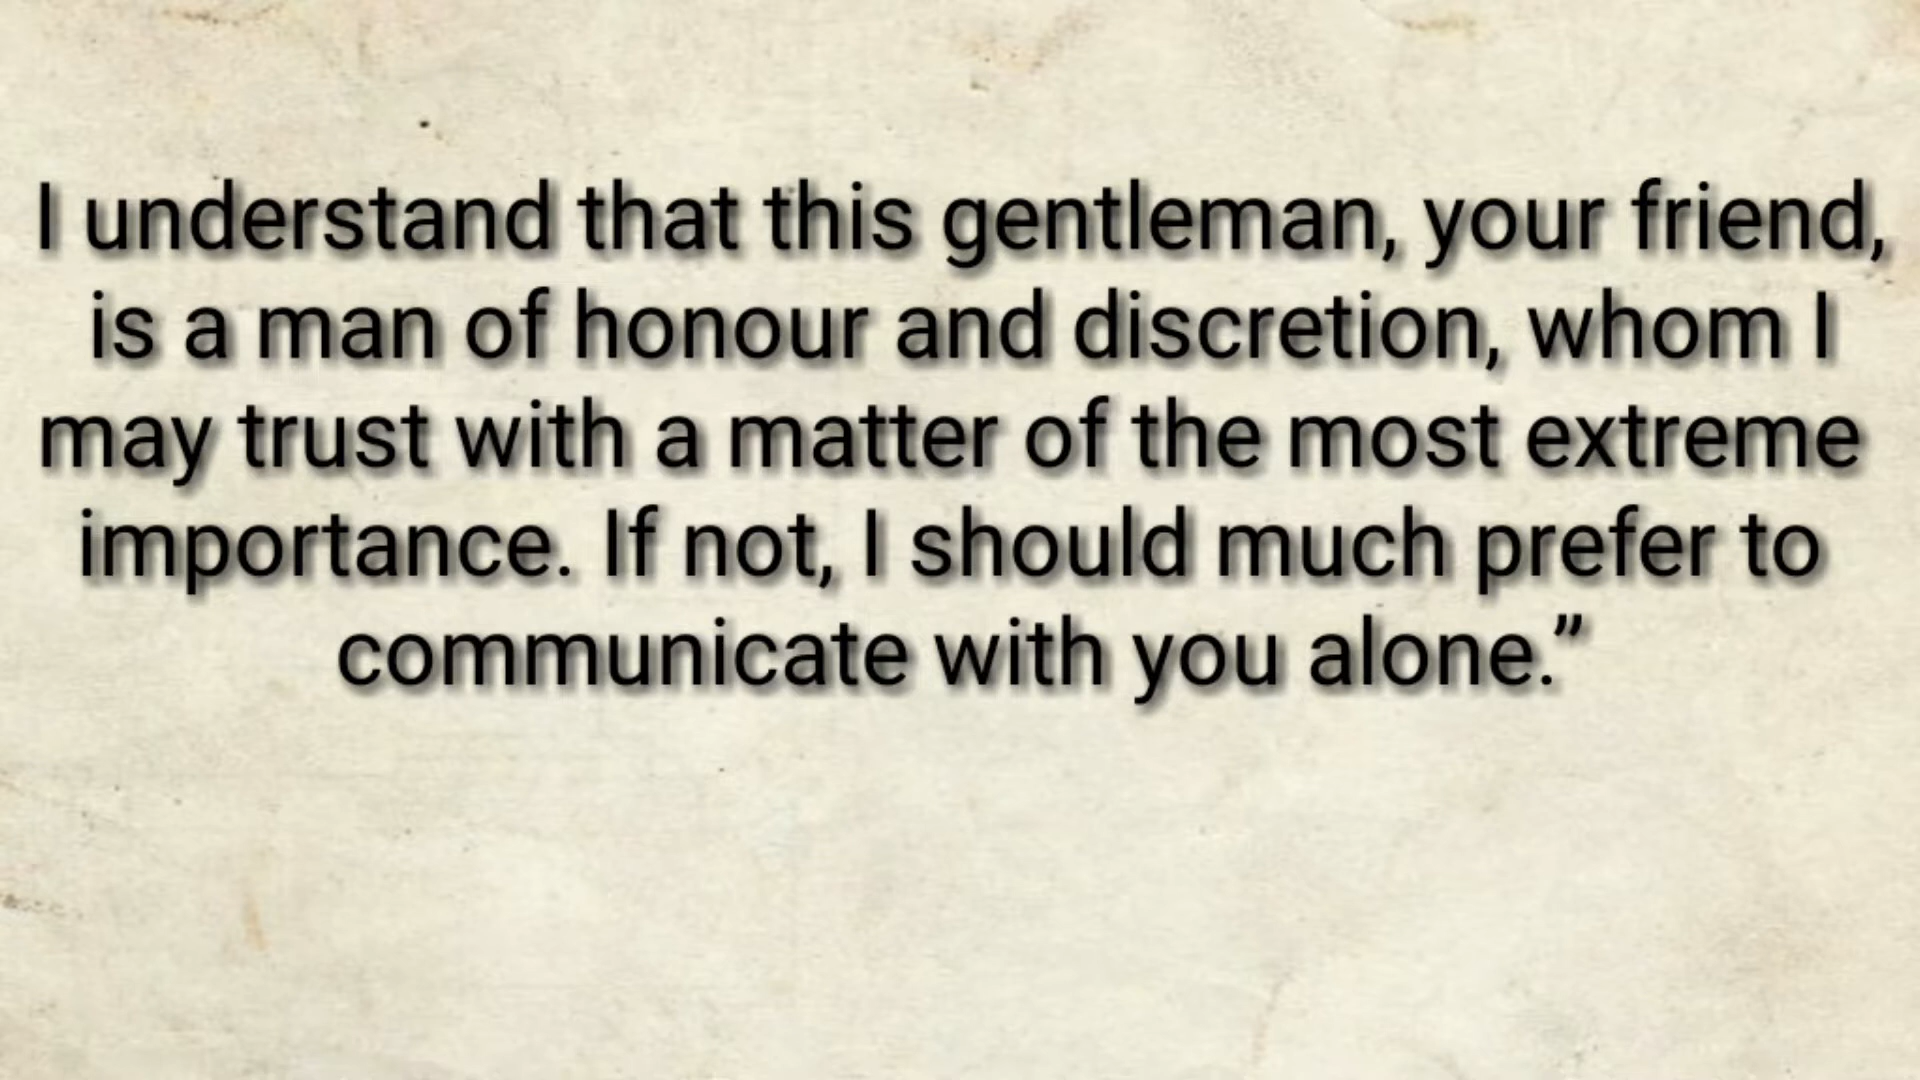 I understand that this gentleman, your friend,
is a man of honour and discretion, whom I
may trust with a matter of the most extreme
importance. If not, I should much prefer to
communicate with you alone.”